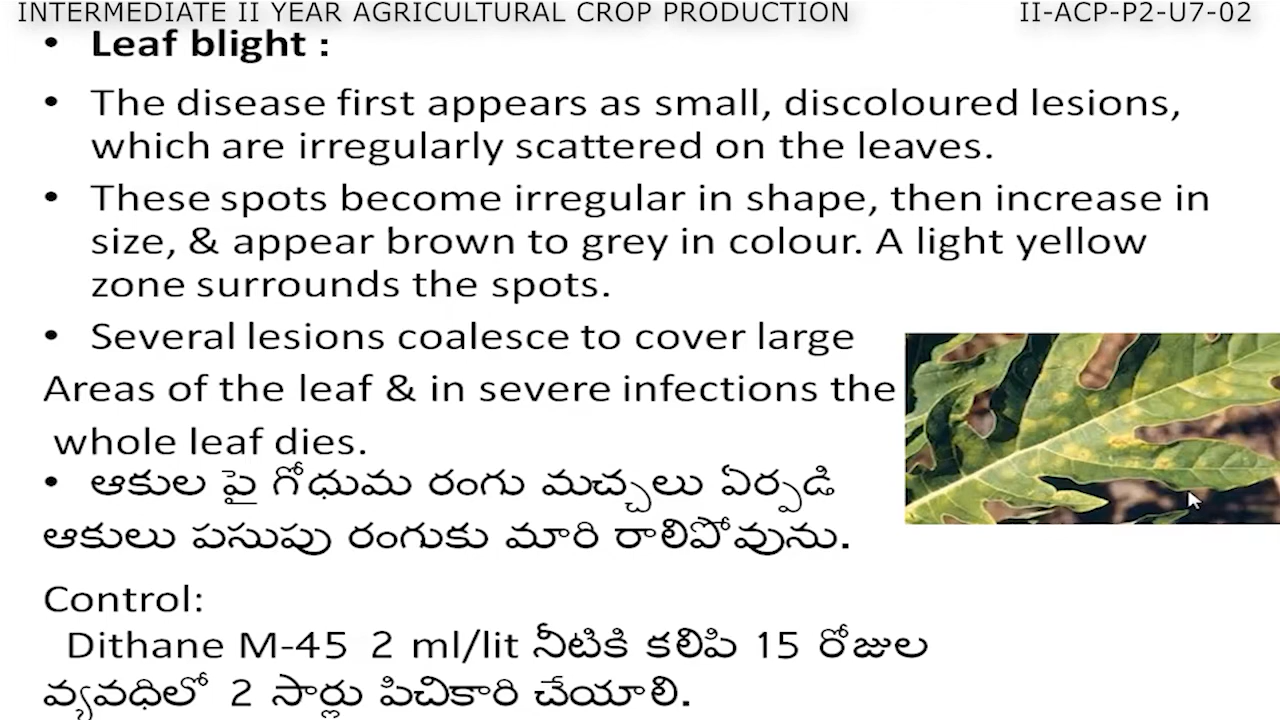 INTERMEDIATE II YEAR AGRICULTURAL CROP PRODUCTION II-ACP-P2-U7-02
• Leaf blight :
• The disease first appears as small, discoloured lesions,
which are irregularly scattered on the leaves.
• These spots become irregular in shape, then increase in
size, & appear brown to grey in colour. A light yellow
zone surrounds the spots.
• Several lesions coalesce to cover large
Areas of the leaf & in severe infections the
whole leaf dies.
• ఆకుల పై గోధుమ రంగు మచ్చలు ఏర్పడి
ఆకులు పసుపు రంగుకు మారి రాలిపోవును.
Control:
Dithane M-45 2 ml/lit నీటికి కలిపి 15 రోజుల
వ్యవధిలో 2 సార్లు పిచికారి చేయాలి.